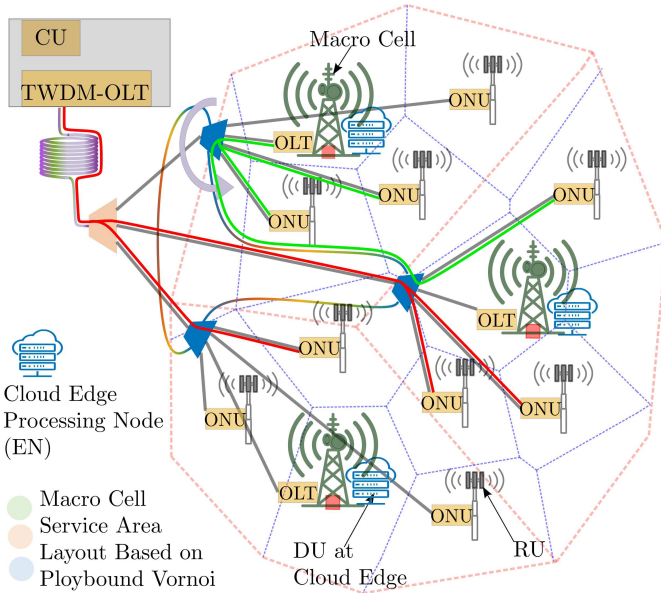 CU
TWDM-OLT
Macro Cell
ONU
OLT
ONU
ONU
ONU
OLT
ONU
ONU
ONU
ONU
OLT
ONU
Cloud Edge
Processing Node
(EN)
Macro Cell
Service Area
Layout Based on
Ploybound Vornoi
DU at
Cloud Edge
RU